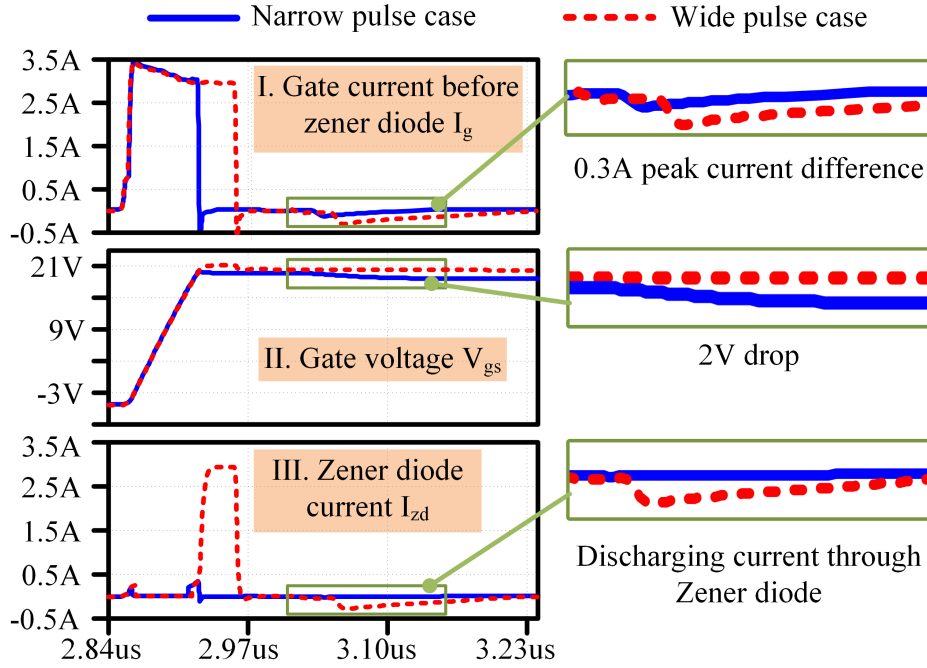 Narrow pulse case
Wide pulse case
3.5A
2.5A
1.5A
0.5A
-0.5A
I. Gate current before
zener diode Ig
0.3A peak current difference
21V
9V
-3V
II. Gate voltage Vgs
2V drop
3.5A
2.5A
1.5A
0.5A
-0.5A
III. Zener diode
current Izd
Discharging current through
Zener diode
2.84us
2.97us
3.10us
3.23us